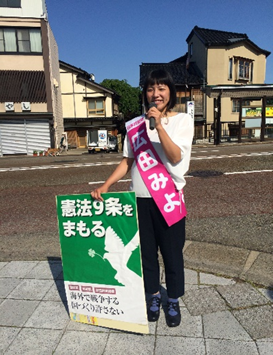 広田みよ
憲法9条を
まもる
海外で戦争する
国づくり許さない